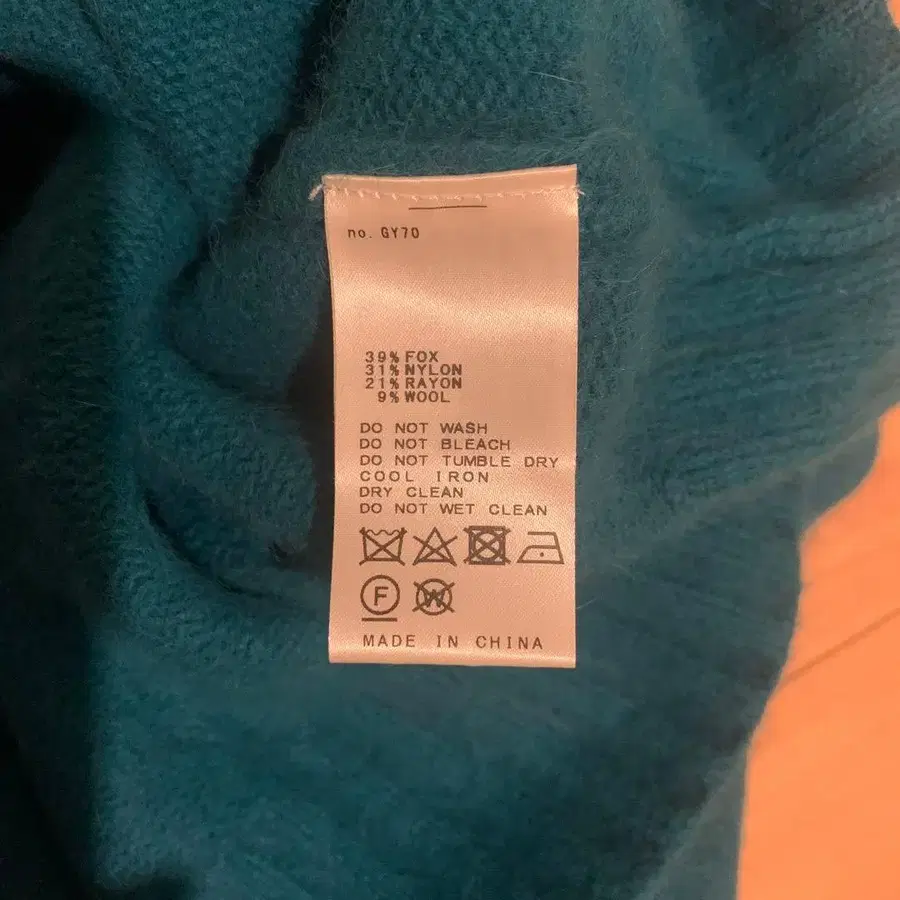 no. GY70
39% FOX
31% NYLON
21% RAYON
9% WOOL
DO NOT WASH
DO NOT BLEACH
DO NOT TUMBLE DRY
COOL IRON
DRY CLEAN
DO NOT WET CLEAN
F W
MADE IN CHINA